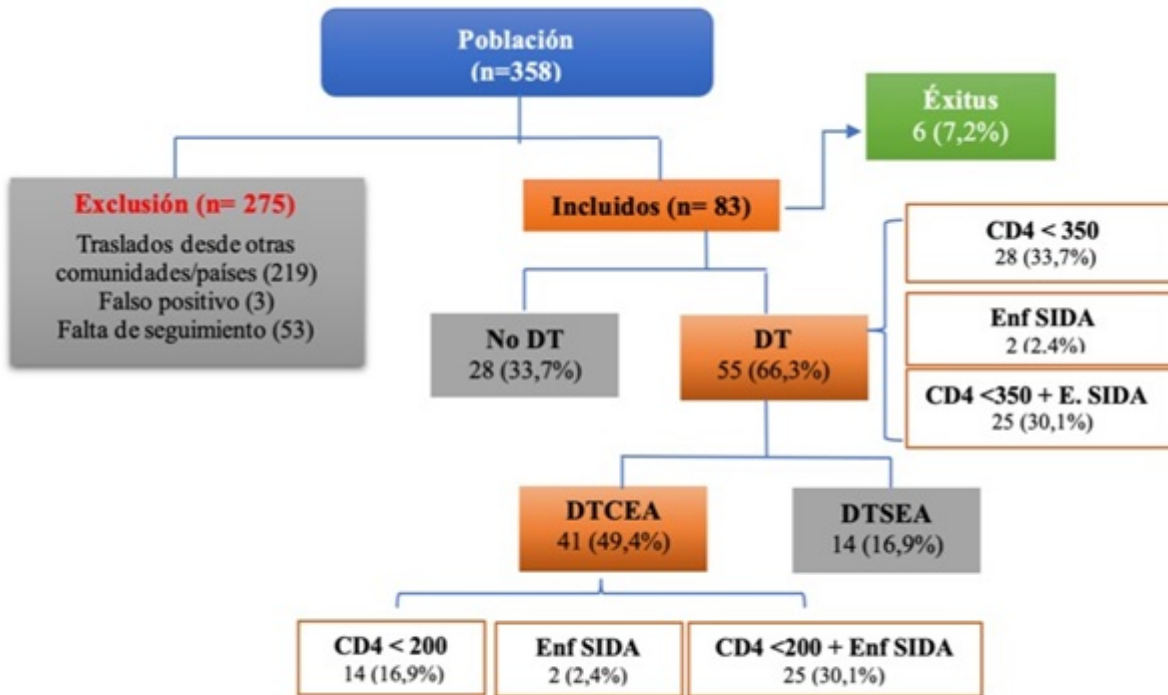 Población
(n=358)
Éxitus
6 (7,2%)
Exclusión (n= 275)
Traslados desde otras
comunidades/países (219)
Falso positivo (3)
Falta de seguimiento (53)
Incluidos (n= 83)
CD4 < 350
28 (33,7%)
Enf SIDA
2 (2,4%)
CD4 <350 + E. SIDA
25 (30,1%)
No DT
28 (33,7%)
DT
55 (66,3%)
DTCEA
41 (49,4%)
DTSEA
14 (16,9%)
CD4 < 200
14 (16,9%)
Enf SIDA
2 (2,4%)
CD4 <200 + Enf SIDA
25 (30,1%)